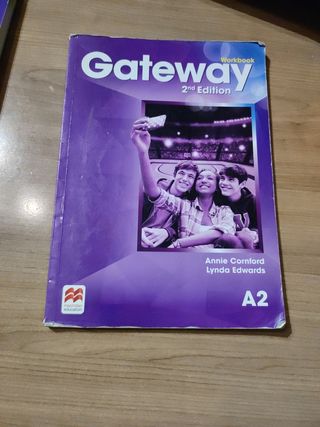 Workbook
Gateway
2nd Edition
Annie Cornford
Lynda Edwards
A2
macmillan
education